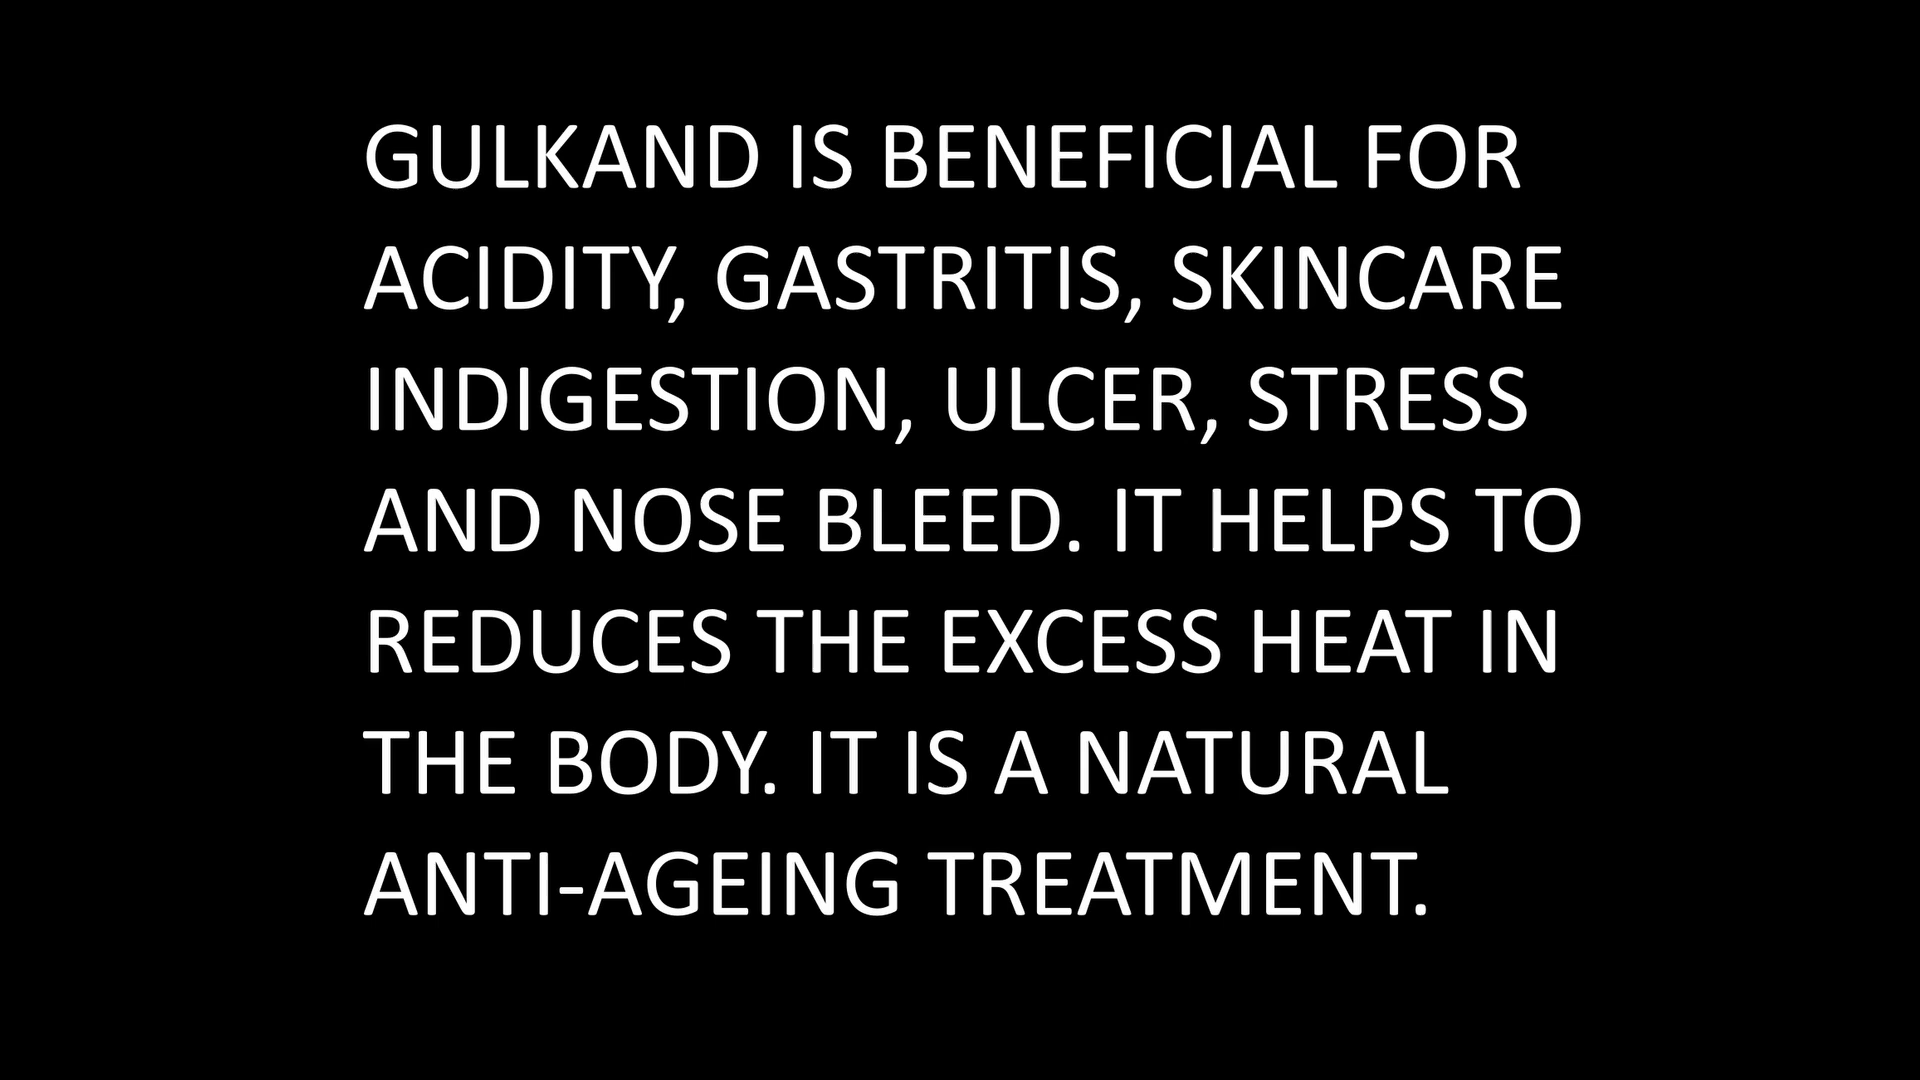 GULKAND IS BENEFICIAL FOR
ACIDITY, GASTRITIS, SKINCARE
INDIGESTION, ULCER, STRESS
AND NOSE BLEED. IT HELPS TO
REDUCES THE EXCESS HEAT IN
THE BODY. IT IS A NATURAL
ANTI-AGEING TREATMENT.